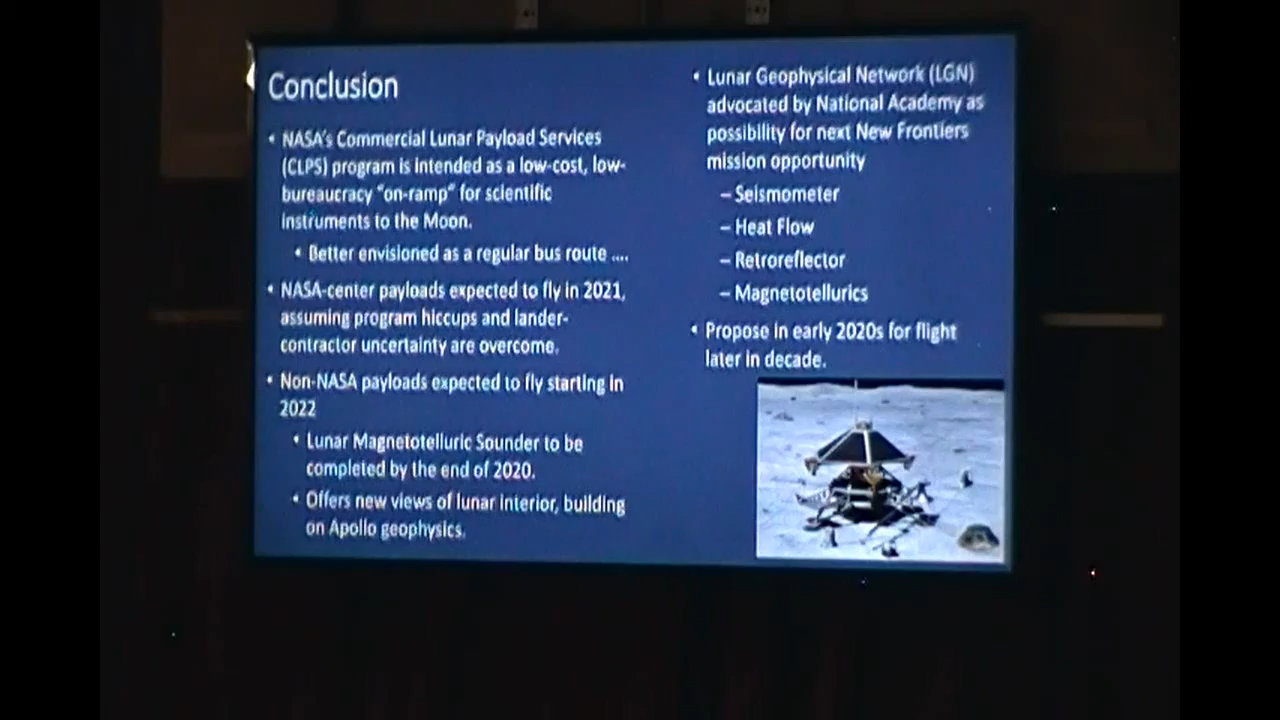 Conclusion
• NASA's Commercial Lunar Payload Services
(CLPS) program is intended as a low-cost, low-
bureaucracy "on-ramp" for scientific
instruments to the Moon.
• Better envisioned as a regular bus route ....
• NASA-center payloads expected to fly in 2021,
assuming program hiccups and lander-
contractor uncertainty are overcome.
• Non-NASA payloads expected to fly starting in
2022
• Lunar Magnetotelluric Sounder to be
completed by the end of 2020.
• Offers new views of lunar interior, building
on Apollo geophysics.
• Lunar Geophysical Network (LGN)
advocated by National Academy as
possibility for next New Frontiers
mission opportunity
– Seismometer
– Heat Flow
– Retroreflector
– Magnetotellurics
• Propose in early 2020s for flight
later in decade.